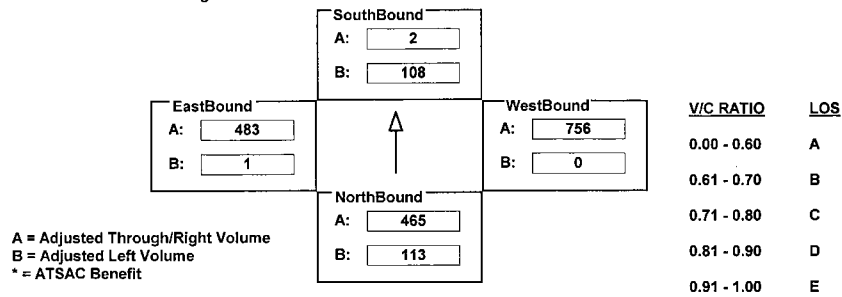 SouthBound
A: 2
B: 108
EastBound
A: 483
B: 1
WestBound
A: 756
B: 0
NorthBound
A: 465
B: 113
A = Adjusted Through/Right Volume
B = Adjusted Left Volume
* = ATSAC Benefit
V/C RATIO LOS
0.00 - 0.60 A
0.61 - 0.70 B
0.71 - 0.80 C
0.81 - 0.90 D
0.91 - 1.00 E